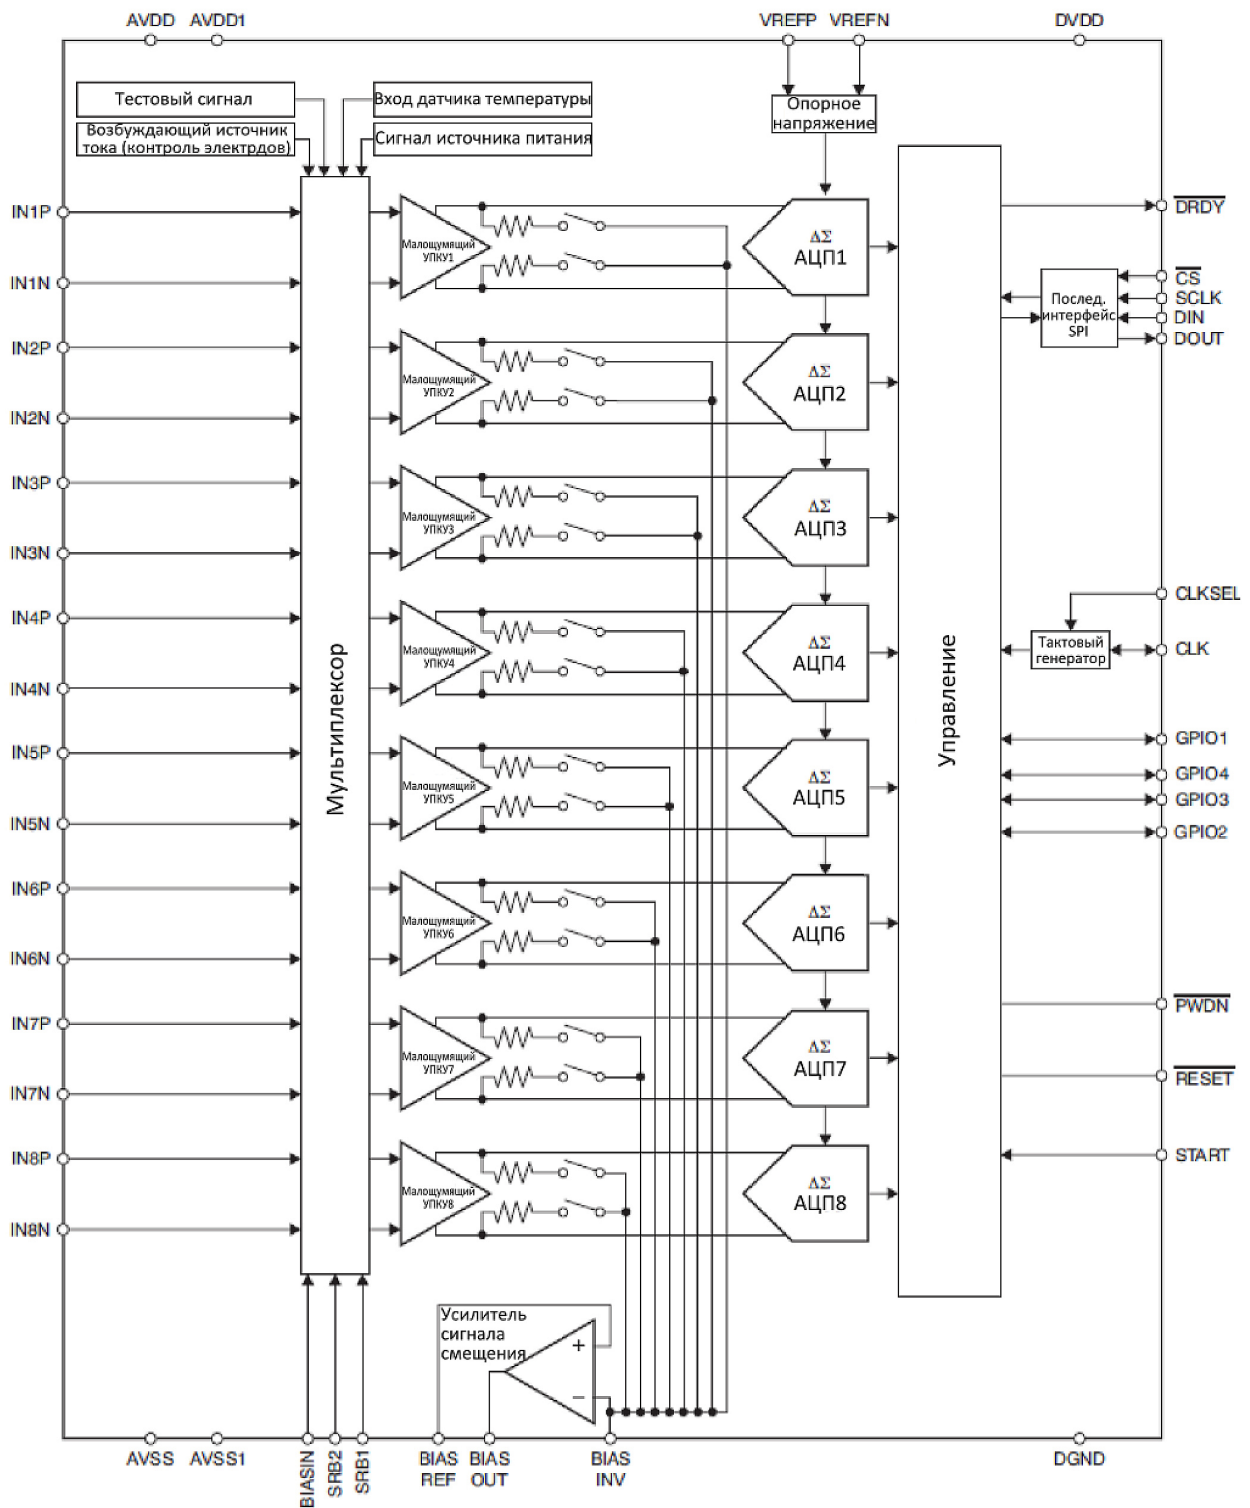 AVDD AVDD1 VREFP VREFN DVDD
Тестовый сигнал
Вход датчика температуры
Возбуждающий источник
тока (контроль электрдов)
Сигнал источника питания
Опорное
напряжение
IN1P
IN1N
IN2P
IN2N
IN3P
IN3N
IN4P
IN4N
IN5P
IN5N
IN6P
IN6N
IN7P
IN7N
IN8P
IN8N
Мультиплексор
Малощумящий
УПКУ1
Малощумящий
УПКУ2
Малощумящий
УПКУ3
Малощумящий
УПКУ4
Малощумящий
УПКУ5
Малощумящий
УПКУ6
Малощумящий
УПКУ7
Малощумящий
УПКУ8
ΔΣ
АЦП1
ΔΣ
АЦП2
ΔΣ
АЦП3
ΔΣ
АЦП4
ΔΣ
АЦП5
ΔΣ
АЦП6
ΔΣ
АЦП7
ΔΣ
АЦП8
Управление
DRDY
CS
SCLK
DIN
DOUT
Послед.
интерфейс
SPI
CLKSEL
Тактовый
генератор
CLK
GPIO1
GPIO4
GPIO3
GPIO2
PWDN
RESET
START
Усилитель
сигнала
смещения
+
−
AVSS AVSS1
BIASIN
SRB2
SRB1
BIAS
REF
BIAS
OUT
BIAS
INV
DGND